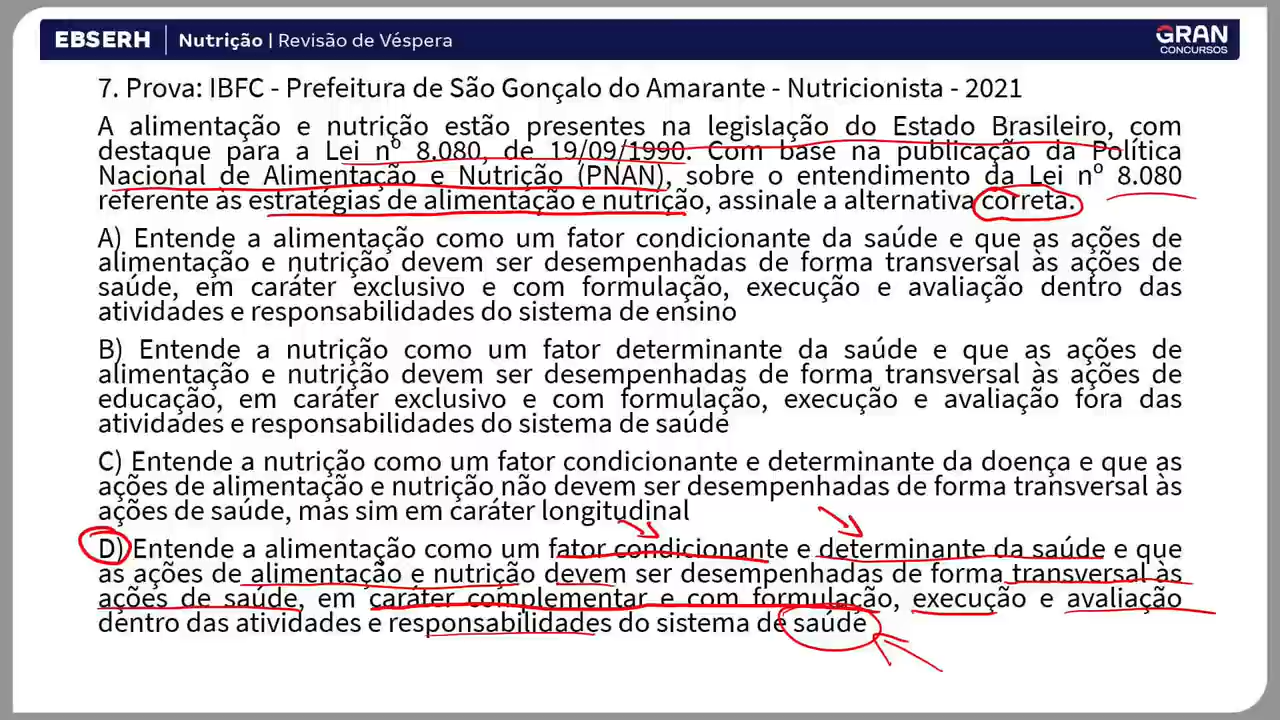 EBSERH | Nutrição | Revisão de Véspera
GRAN
CONCURSOS
7. Prova: IBFC - Prefeitura de São Gonçalo do Amarante - Nutricionista - 2021
A alimentação e nutrição estão presentes na legislação do Estado Brasileiro, com
destaque para a Lei nº 8.080, de 19/09/1990. Com base na publicação da Política
Nacional de Alimentação e Nutrição (PNAN), sobre o entendimento da Lei nº 8.080
referente às estratégias de alimentação e nutrição, assinale a alternativa correta.
A) Entende a alimentação como um fator condicionante da saúde e que as ações de
alimentação e nutrição devem ser desempenhadas de forma transversal às ações de
saúde, em caráter exclusivo e com formulação, execução e avaliação dentro das
atividades e responsabilidades do sistema de ensino
B) Entende a nutrição como um fator determinante da saúde e que as ações de
alimentação e nutrição devem ser desempenhadas de forma transversal às ações de
educação, em caráter exclusivo e com formulação, execução e avaliação fora das
atividades e responsabilidades do sistema de saúde
C) Entende a nutrição como um fator condicionante e determinante da doença e que as
ações de alimentação e nutrição não devem ser desempenhadas de forma transversal às
ações de saúde, mas sim em caráter longitudinal
D) Entende a alimentação como um fator condicionante e determinante da saúde e que
as ações de alimentação e nutrição devem ser desempenhadas de forma transversal às
ações de saúde, em caráter complementar e com formulação, execução e avaliação
dentro das atividades e responsabilidades do sistema de saúde